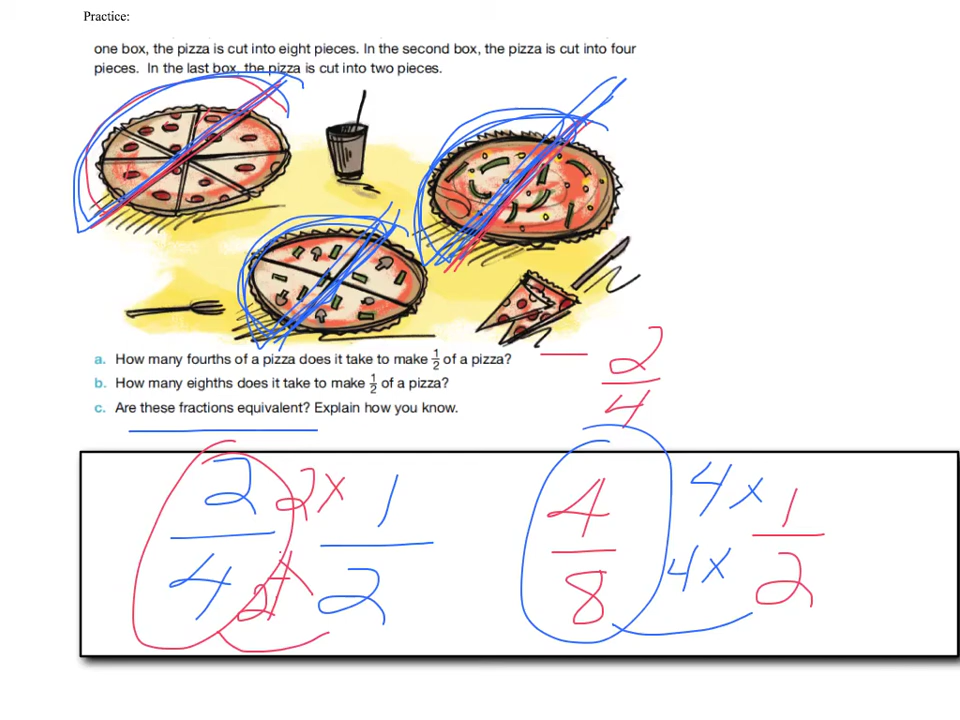 Practice:
one box, the pizza is cut into eight pieces. In the second box, the pizza is cut into four
pieces. In the last box, the pizza is cut into two pieces.
a. How many fourths of a pizza does it take to make 1/2 of a pizza?
2/4
b. How many eighths does it take to make 1/2 of a pizza?
c. Are these fractions equivalent? Explain how you know.
2 2x 1 4 4x 1
4 2 8 4x 2